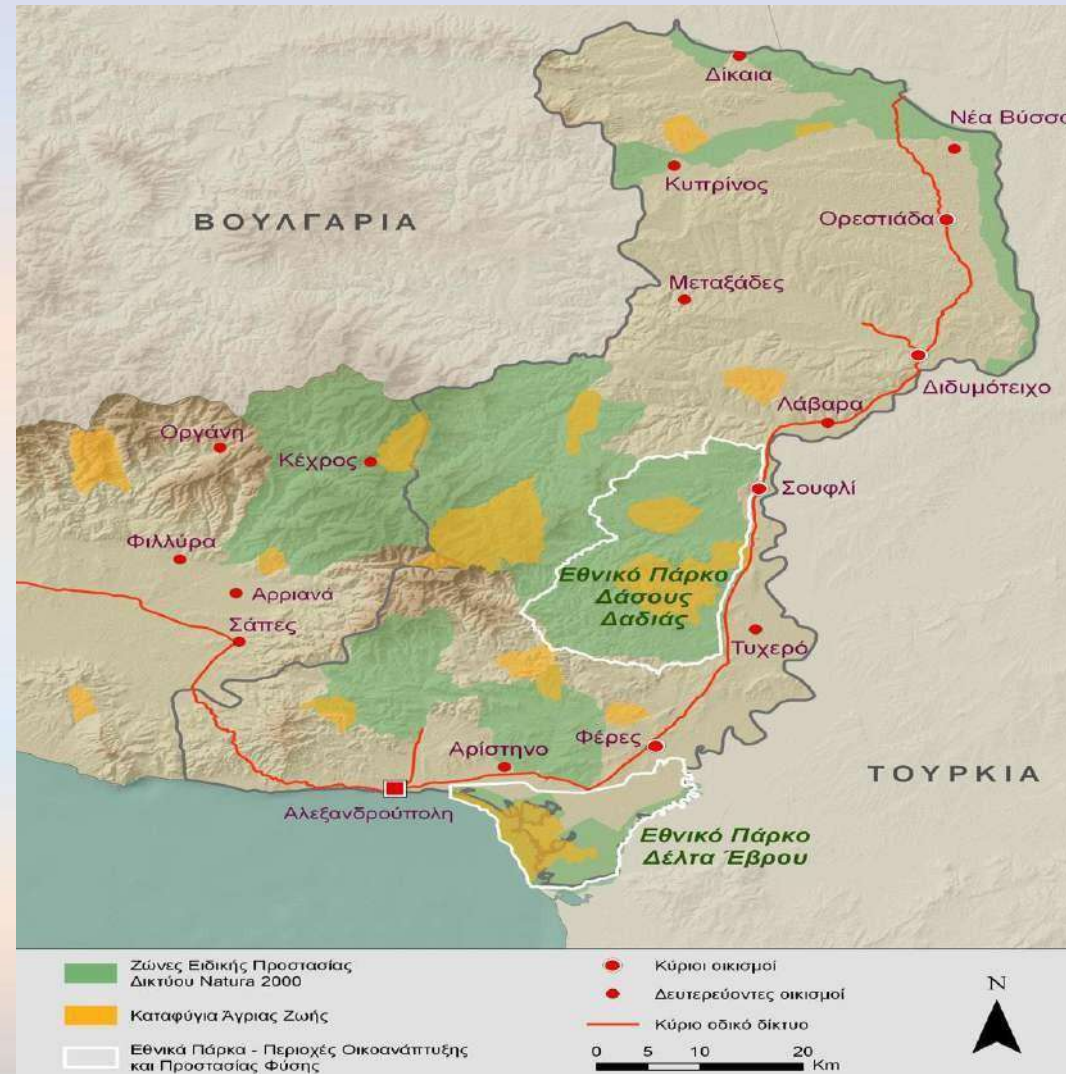 Δίκαια
Νέα Βύσσα
Κυπρίνος
ΒΟΥΛΓΑΡΙΑ
Ορεστιάδα
Μεταξάδες
Διδυμότειχο
Λάβαρα
Οργάνη
Κέχρος
Σουφλί
Φιλλύρα
Εθνικό Πάρκο
Δάσους
Δαδιάς
Αρριανά
Σάπες
Τυχερό
Φέρες
Αρίστηνο
ΤΟΥΡΚΙΑ
Αλεξανδρούπολη
Εθνικό Πάρκο
Δέλτα Έβρου
Ζώνες Ειδικής Προστασίας
Δικτύου Natura 2000
Καταφύγια Άγριας Ζωής
Εθνικά Πάρκα - Περιοχές Οικοανάπτυξης
και Προστασίας Φύσης
Κύριοι οικισμοί
Δευτερεύοντες οικισμοί
Κύριο οδικό δίκτυο
0 5 10 20
Km
N